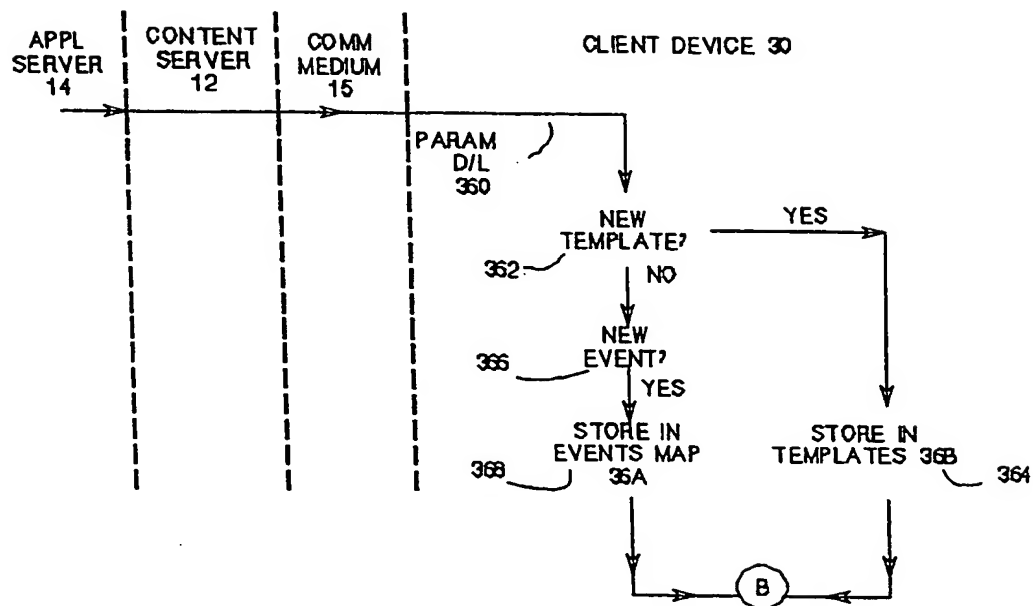 APPL
SERVER
14
CONTENT
SERVER
12
COMM
MEDIUM
15
CLIENT DEVICE 30
PARAM
D/L
360
NEW
TEMPLATE?
362
YES
NO
NEW
EVENT?
366
YES
STORE IN
EVENTS MAP
36A
368
STORE IN
TEMPLATES 36B
364
B